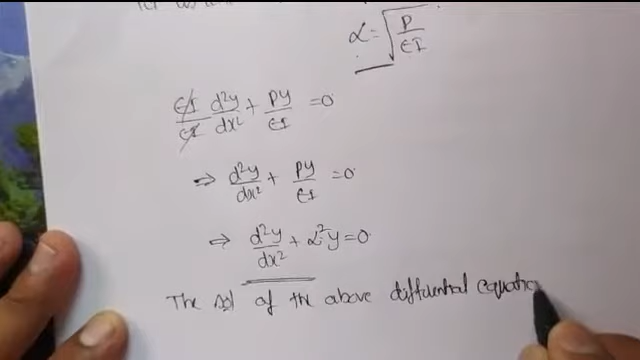 α = √(P/EI)
EI/EI d²y/dx² + Py/EI = 0
⇒ d²y/dx² + Py/EI = 0
⇒ d²y/dx² + α²y = 0
The sol of the above differential equation